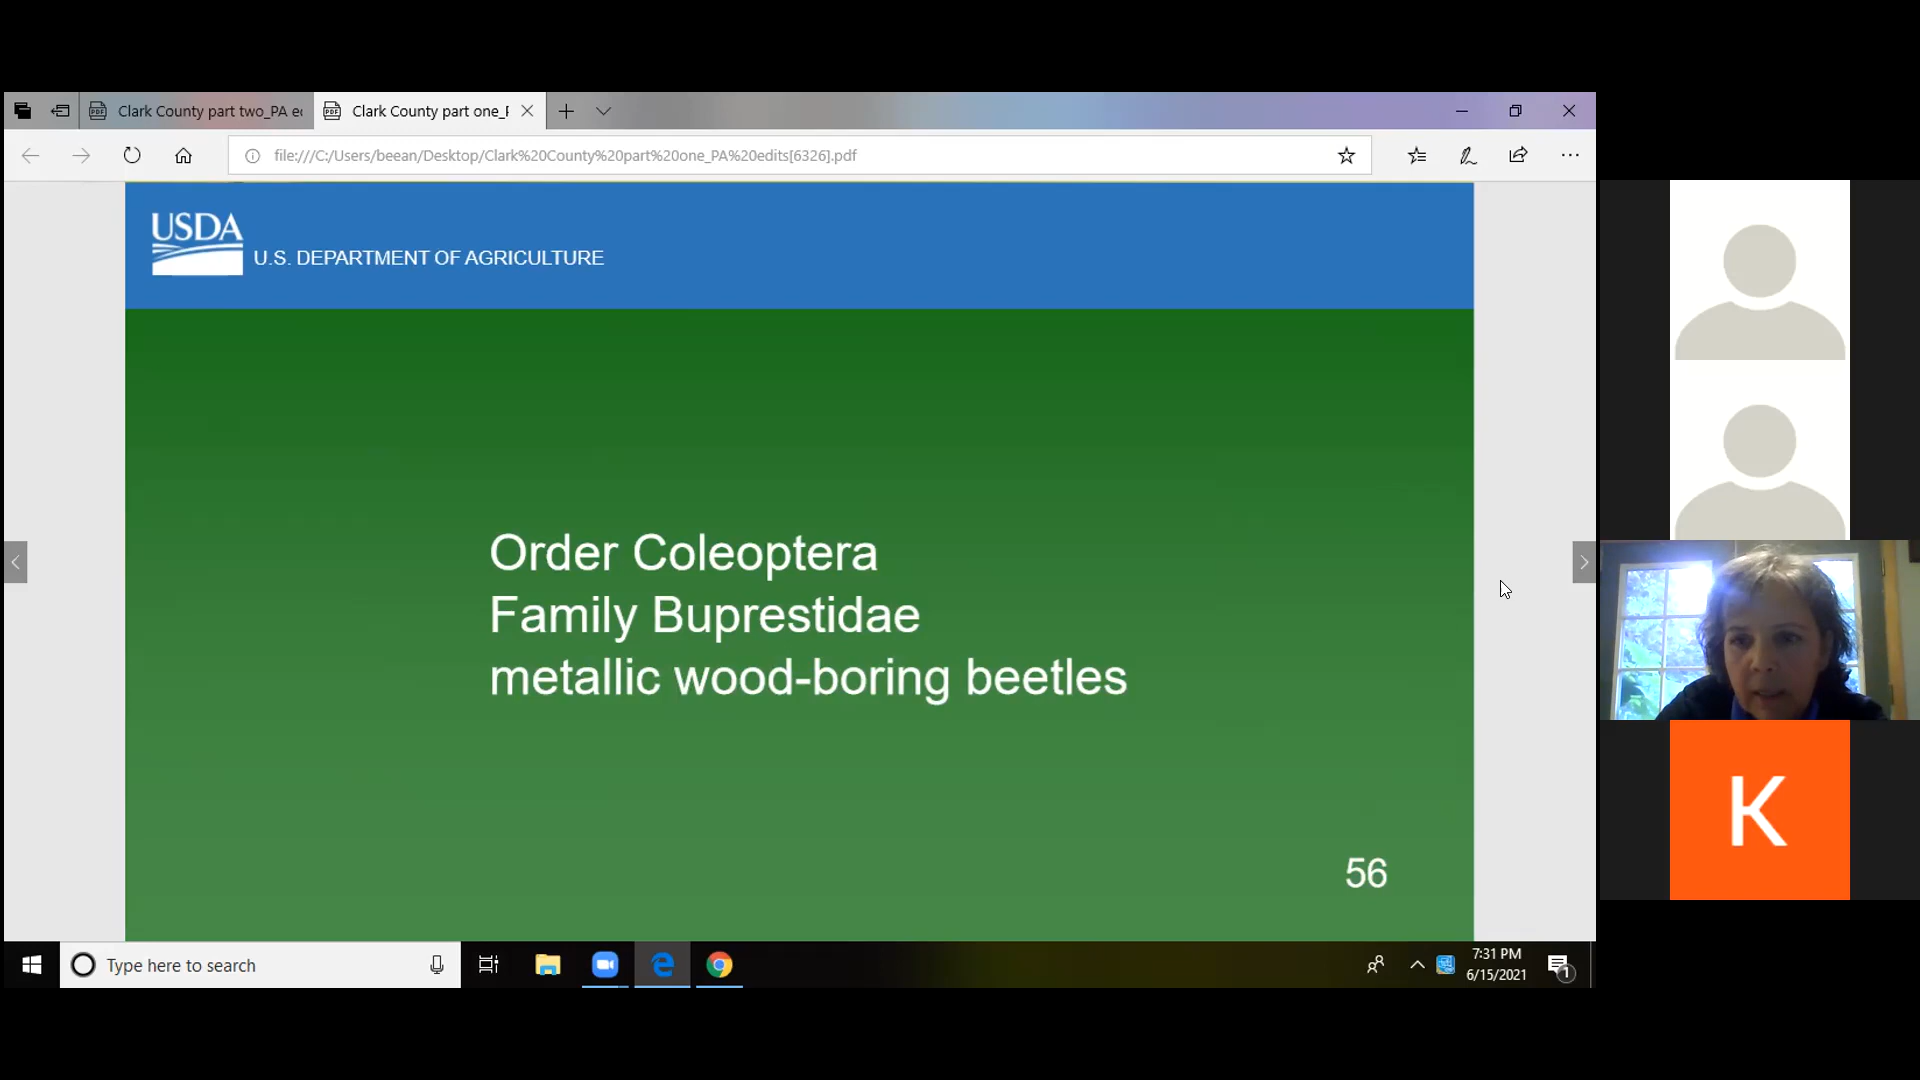 Clark County part two_PA e
Clark County part one_
file:///C:/Users/beean/Desktop/Clark%20County%20part%20one_PA%20edits[6326].pdf
USDA
U.S. DEPARTMENT OF AGRICULTURE
Order Coleoptera
Family Buprestidae
metallic wood-boring beetles
56
K
Type here to search
7:31 PM
6/15/2021
1